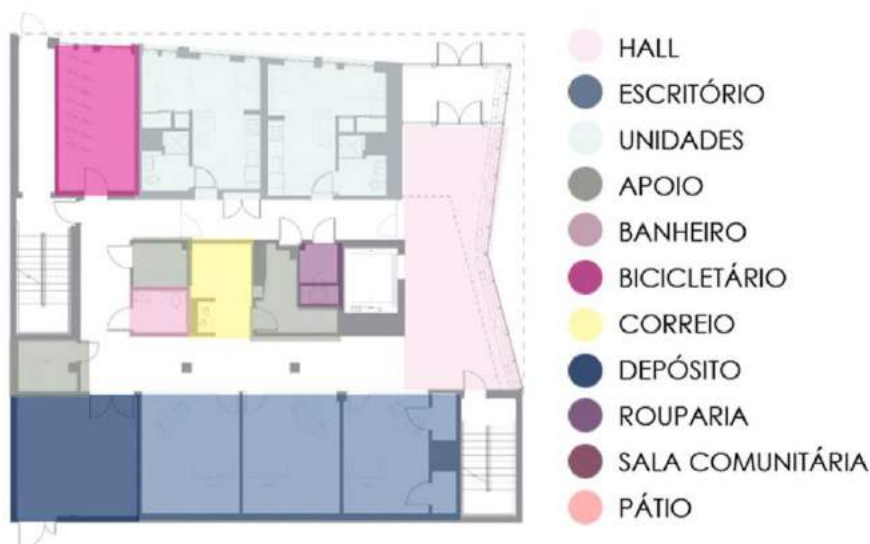 HALL
ESCRITÓRIO
UNIDADES
APOIO
BANHEIRO
BICICLETÁRIO
CORREIO
DEPÓSITO
ROUPARIA
SALA COMUNITÁRIA
PÁTIO